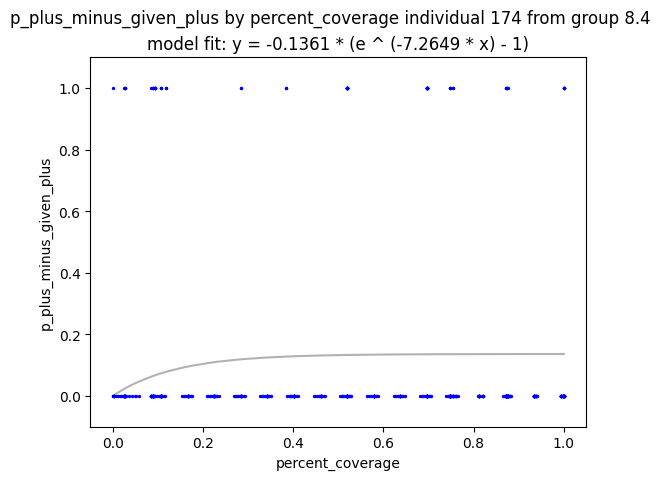 p_plus_minus_given_plus by percent_coverage individual 174 from group 8.4
model fit: y = -0.1361 * (e ^ (-7.2649 * x) - 1)
1.0
0.8
0.6
0.4
0.2
0.0
p_plus_minus_given_plus
0.0 0.2 0.4 0.6 0.8 1.0
percent_coverage